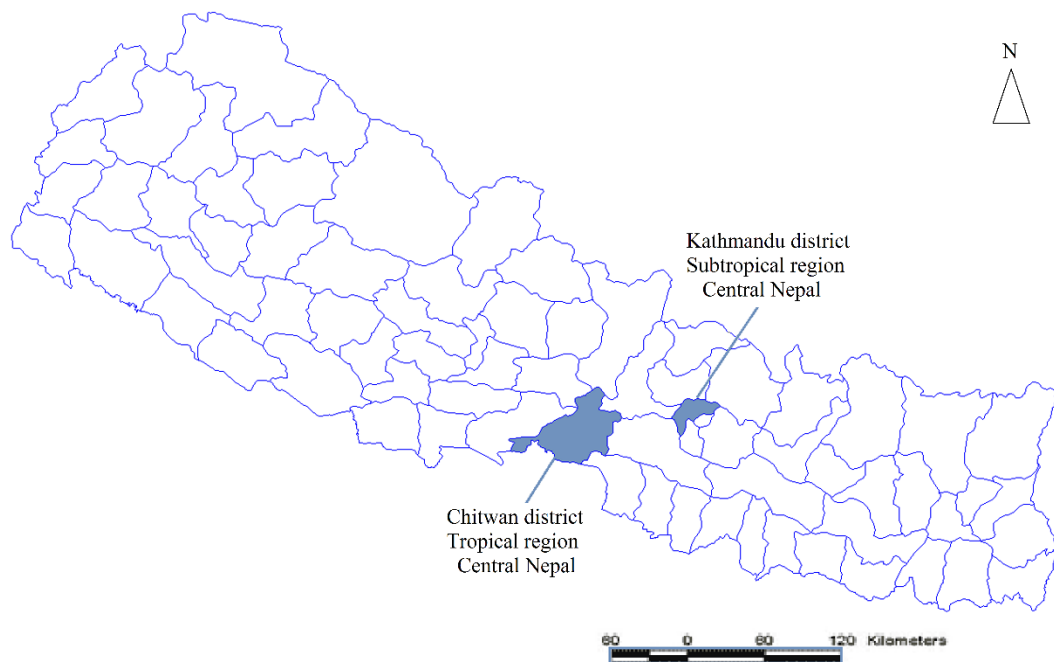 N
Kathmandu district
Subtropical region
Central Nepal
Chitwan district
Tropical region
Central Nepal
60 0 60 120 Kilometers